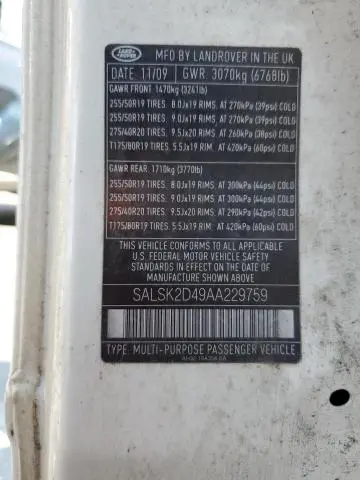 LAND ROVER
MFD BY LANDROVER IN THE UK
DATE 11/09 GWR: 3070kg (6768lb)
GAWR FRONT: 1470kg (3241lb)
255/50R19 TIRES. 8.0Jx19 RIMS. AT 270kPa (39psi) COLD
255/50R19 TIRES. 9.0Jx19 RIMS. AT 270kPa (39psi) COLD
275/40R20 TIRES. 9.5Jx20 RIMS. AT 260kPa (38psi) COLD
T175/80R19 TIRES. 5.5Jx19 RIM. AT 420kPa (60psi) COLD
GAWR REAR: 1710kg (3770lb)
255/50R19 TIRES. 8.0Jx19 RIMS. AT 300kPa (44psi) COLD
255/50R19 TIRES. 9.0Jx19 RIMS. AT 300kPa (44psi) COLD
275/40R20 TIRES. 9.5Jx20 RIMS. AT 290kPa (42psi) COLD
T175/80R19 TIRES. 5.5Jx19 RIM. AT 420kPa (60psi) COLD
THIS VEHICLE CONFORMS TO ALL APPLICABLE
U.S. FEDERAL MOTOR VEHICLE SAFETY
STANDARDS IN EFFECT ON THE DATE OF
MANUFACTURE SHOWN ABOVE
SALSK2D49AA229759
TYPE: MULTI-PURPOSE PASSENGER VEHICLE